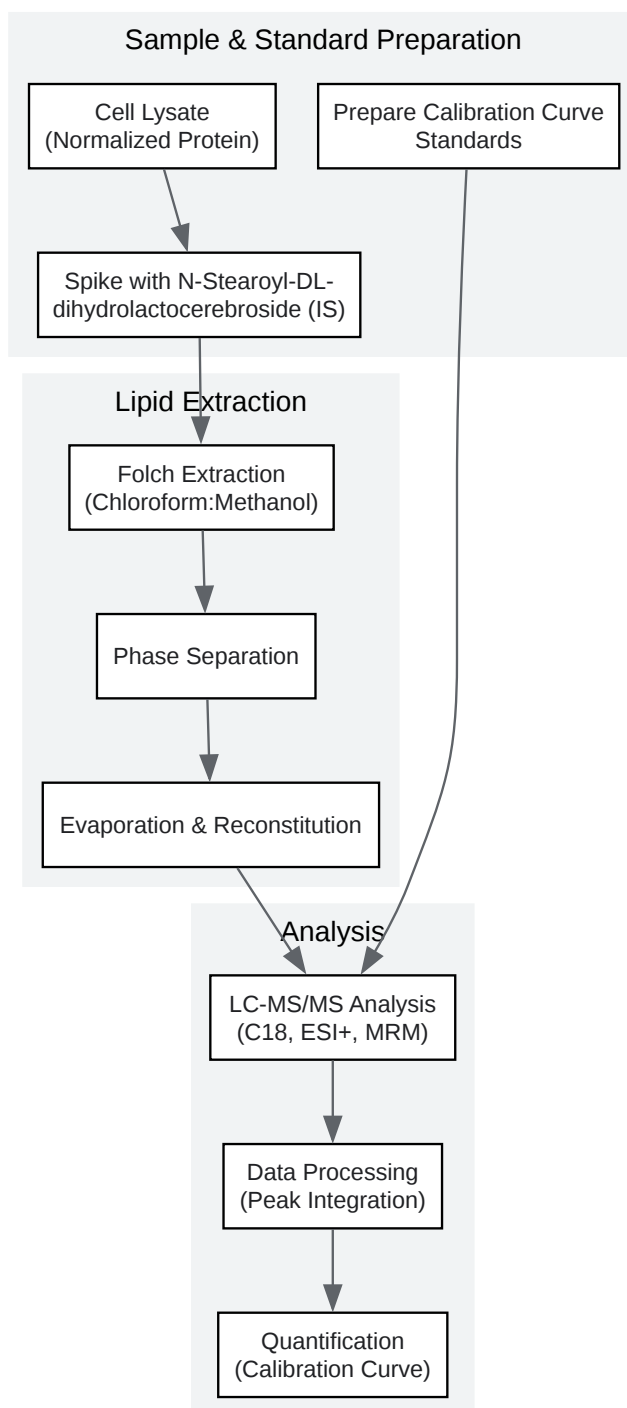 Sample & Standard Preparation
Cell Lysate
(Normalized Protein)
Prepare Calibration Curve
Standards
Spike with N-Stearoyl-DL-
dihydrolactocerebroside (IS)
Lipid Extraction
Folch Extraction
(Chloroform:Methanol)
Phase Separation
Evaporation & Reconstitution
Analysis
LC-MS/MS Analysis
(C18, ESI+, MRM)
Data Processing
(Peak Integration)
Quantification
(Calibration Curve)